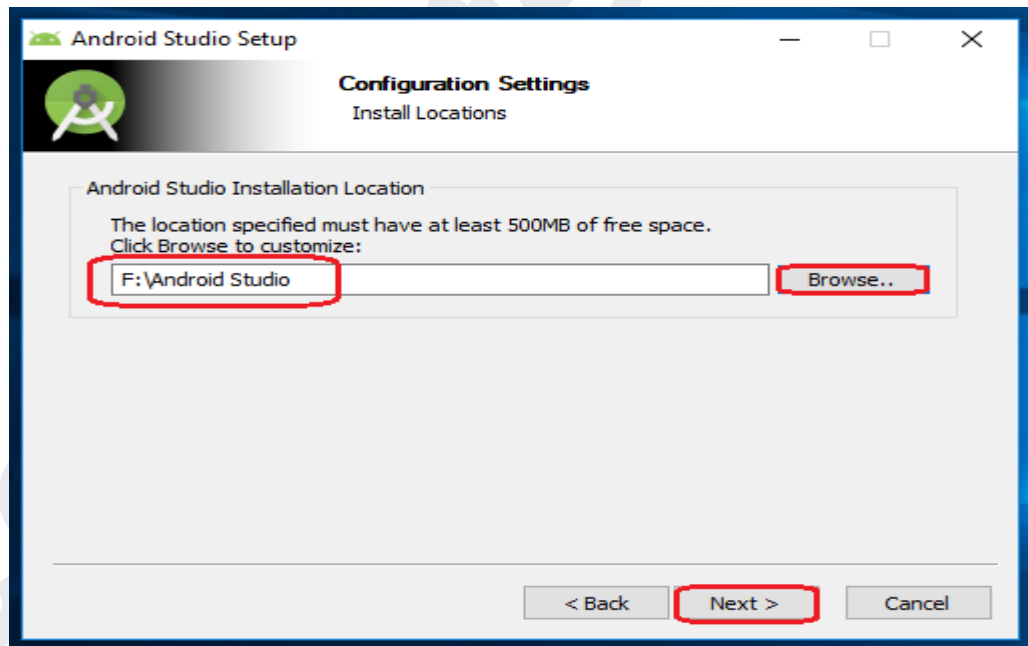 Android Studio Setup
Configuration Settings
Install Locations
Android Studio Installation Location
The location specified must have at least 500MB of free space.
Click Browse to customize:
F:\Android Studio
Browse..
< Back
Next >
Cancel